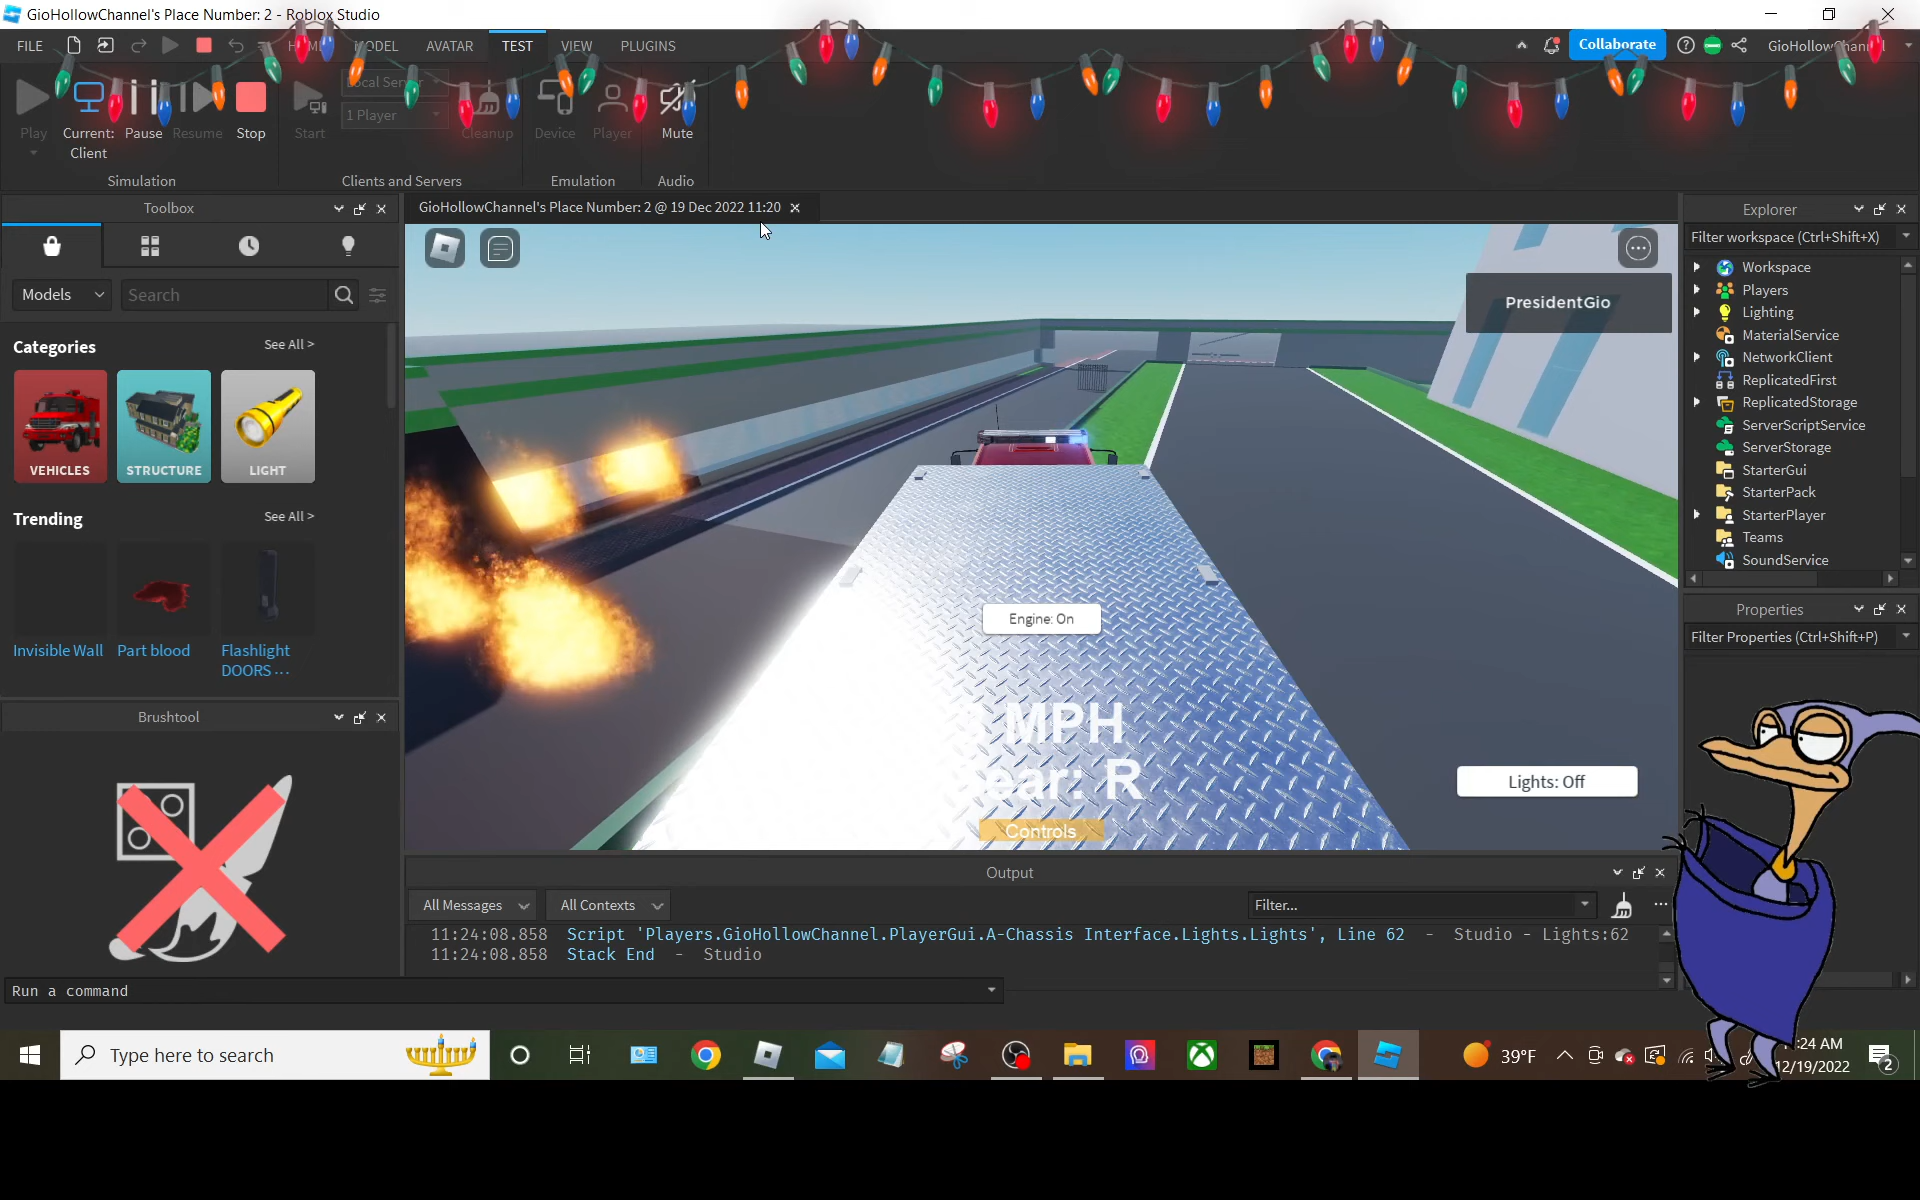 GioHollowChannel's Place Number: 2 - Roblox Studio
FILE
MODEL
AVATAR
TEST
VIEW
PLUGINS
Collaborate
Play
Current:
Client
Pause
Resume
Stop
Start
Local Server
1 Player
Cleanup
Device
Player
Mute
Simulation
Clients and Servers
Emulation
Audio
Toolbox
GioHollowChannel's Place Number: 2 @ 19 Dec 2022 11:20
Models
Search
Categories
See All >
VEHICLES
STRUCTURE
LIGHT
Trending
See All >
Invisible Wall
Part blood
Flashlight
DOORS ...
Brushtool
PresidentGio
Engine: On
MPH
ear: R
Controls
Lights: Off
Explorer
Filter workspace (Ctrl+Shift+X)
Workspace
Players
Lighting
MaterialService
NetworkClient
ReplicatedFirst
ReplicatedStorage
ServerScriptService
ServerStorage
StarterGui
StarterPack
StarterPlayer
Teams
SoundService
Properties
Filter Properties (Ctrl+Shift+P)
Output
All Messages
All Contexts
Filter...
11:24:08.858 Script 'Players.GioHollowChannel.PlayerGui.A-Chassis Interface.Lights.Lights', Line 62 - Studio - Lights:62
11:24:08.858 Stack End - Studio
Run a command
Type here to search
39°F
:24 AM
12/19/2022
2